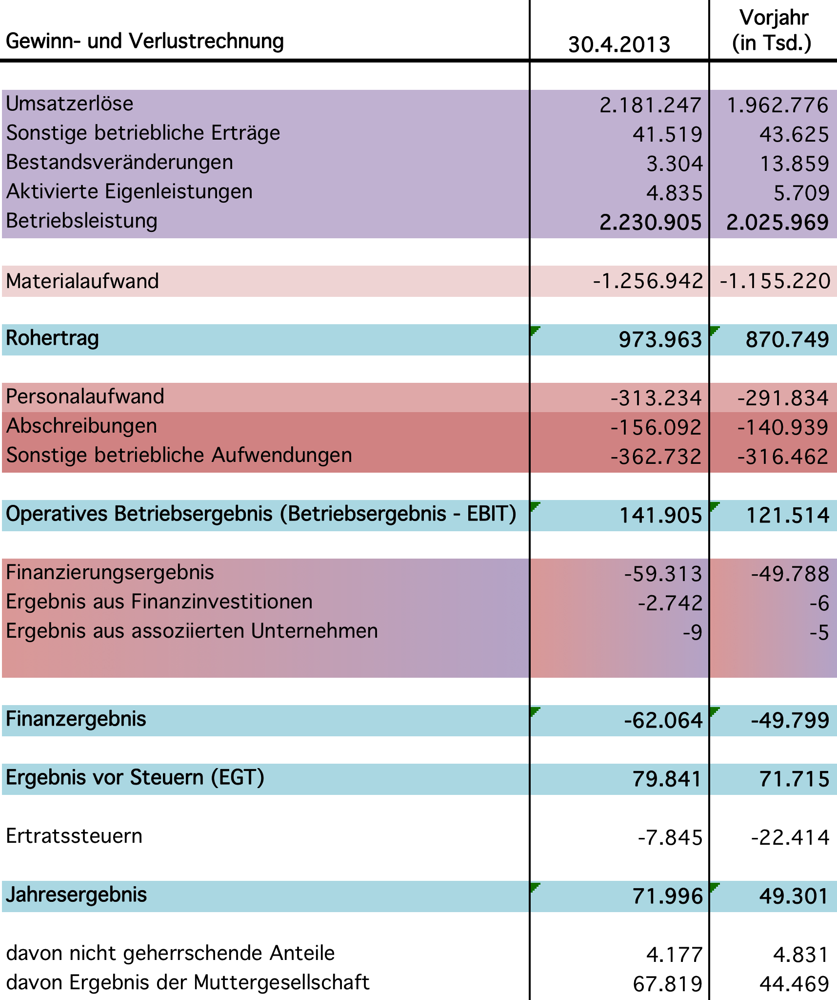 Vorjahr
Gewinn- und Verlustrechnung 30.4.2013 (in Tsd.)
Umsatzerlöse 2.181.247 1.962.776
Sonstige betriebliche Erträge 41.519 43.625
Bestandsveränderungen 3.304 13.859
Aktivierte Eigenleistungen 4.835 5.709
Betriebsleistung 2.230.905 2.025.969
Materialaufwand -1.256.942 -1.155.220
Rohertrag 973.963 870.749
Personalaufwand -313.234 -291.834
Abschreibungen -156.092 -140.939
Sonstige betriebliche Aufwendungen -362.732 -316.462
Operatives Betriebsergebnis (Betriebsergebnis - EBIT) 141.905 121.514
Finanzierungsergebnis -59.313 -49.788
Ergebnis aus Finanzinvestitionen -2.742 -6
Ergebnis aus assoziierten Unternehmen -9 -5
Finanzergebnis -62.064 -49.799
Ergebnis vor Steuern (EGT) 79.841 71.715
Ertratssteuern -7.845 -22.414
Jahresergebnis 71.996 49.301
davon nicht geherrschende Anteile 4.177 4.831
davon Ergebnis der Muttergesellschaft 67.819 44.469